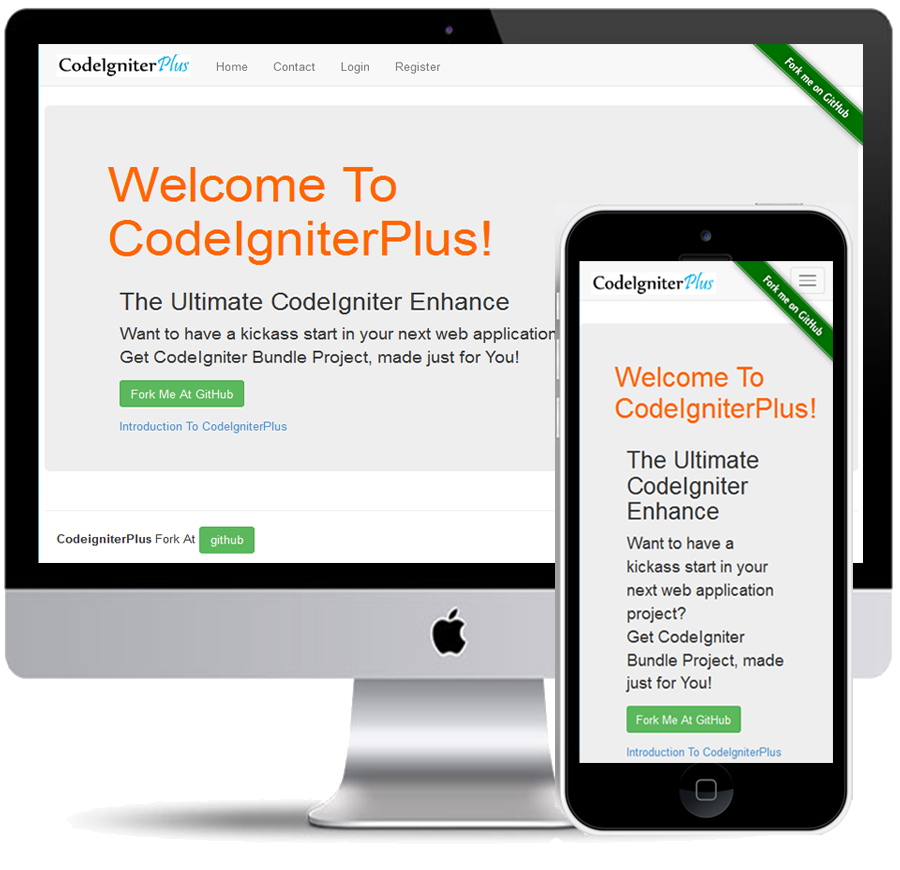 CodeIgniter Plus
Home Contact Login Register
Fork me on GitHub
Welcome To
CodeIgniterPlus!
The Ultimate CodeIgniter Enhance
Want to have a kickass start in your next web application
Get CodeIgniter Bundle Project, made just for You!
Fork Me At GitHub
Introduction To CodeIgniterPlus
CodeigniterPlus Fork At github
CodeIgniter Plus
Fork me on GitHub
Welcome To
CodeIgniterPlus!
The Ultimate
CodeIgniter
Enhance
Want to have a
kickass start in your
next web application
project?
Get CodeIgniter
Bundle Project, made
just for You!
Fork Me At GitHub
Introduction To CodeIgniterPlus